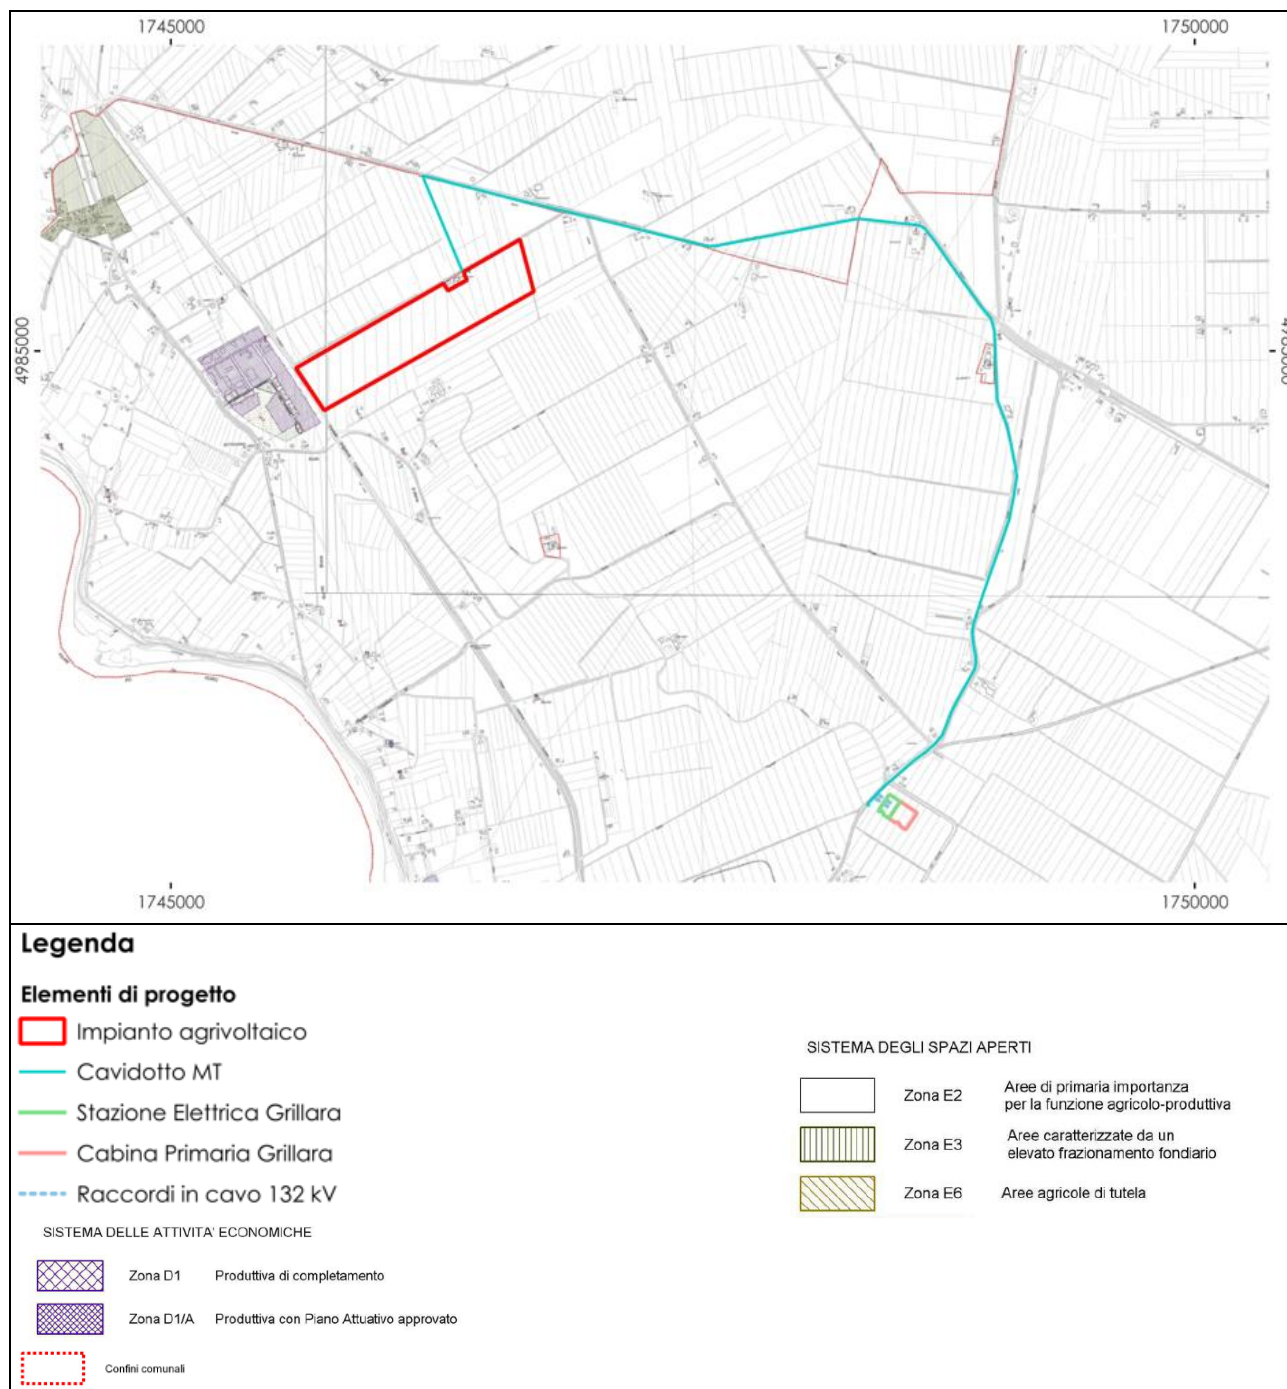 1745000
1750000
4985000
4985000
1745000
1750000
Legenda
Elementi di progetto
Impianto agrivoltaico
Cavidotto MT
Stazione Elettrica Grillara
Cabina Primaria Grillara
Raccordi in cavo 132 kV
SISTEMA DELLE ATTIVITA' ECONOMICHE
Zona D1 Produttiva di completamento
Zona D1/A Produttiva con Piano Attuativo approvato
Confini comunali
SISTEMA DEGLI SPAZI APERTI
Zona E2 Aree di primaria importanza
per la funzione agricolo-produttiva
Zona E3 Aree caratterizzate da un
elevato frazionamento fondiario
Zona E6 Aree agricole di tutela